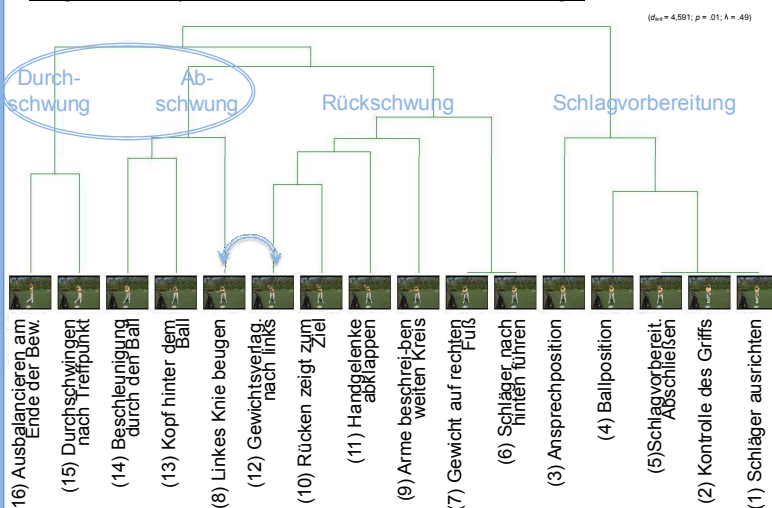 (dkrit = 4,591; p = .01; λ = .49)
Durch-
schwung
Ab-
schwung
Rückschwung
Schlagvorbereitung
16) Ausbalancieren am
Ende der Bew.
(15) Durchschwingen
nach Treffpunkt
(14) Beschleunigung
durch den Ball
(13) Kopf hinter dem
Ball
(8) Linkes Knie beugen
(12) Gewichtsverlag.
nach links
(10) Rücken zeigt zum
Ziel
(11) Handgelenke
abklappen
(9) Arme beschrei-ben
weiten Kreis
(7) Gewicht auf rechten
Fuß
(6) Schläger nach
hinten führen
(3) Ansprechposition
(4) Ballposition
(5)Schlagvorbereit.
Abschließen
(2) Kontrolle des Griffs
(1) Schläger ausrichten